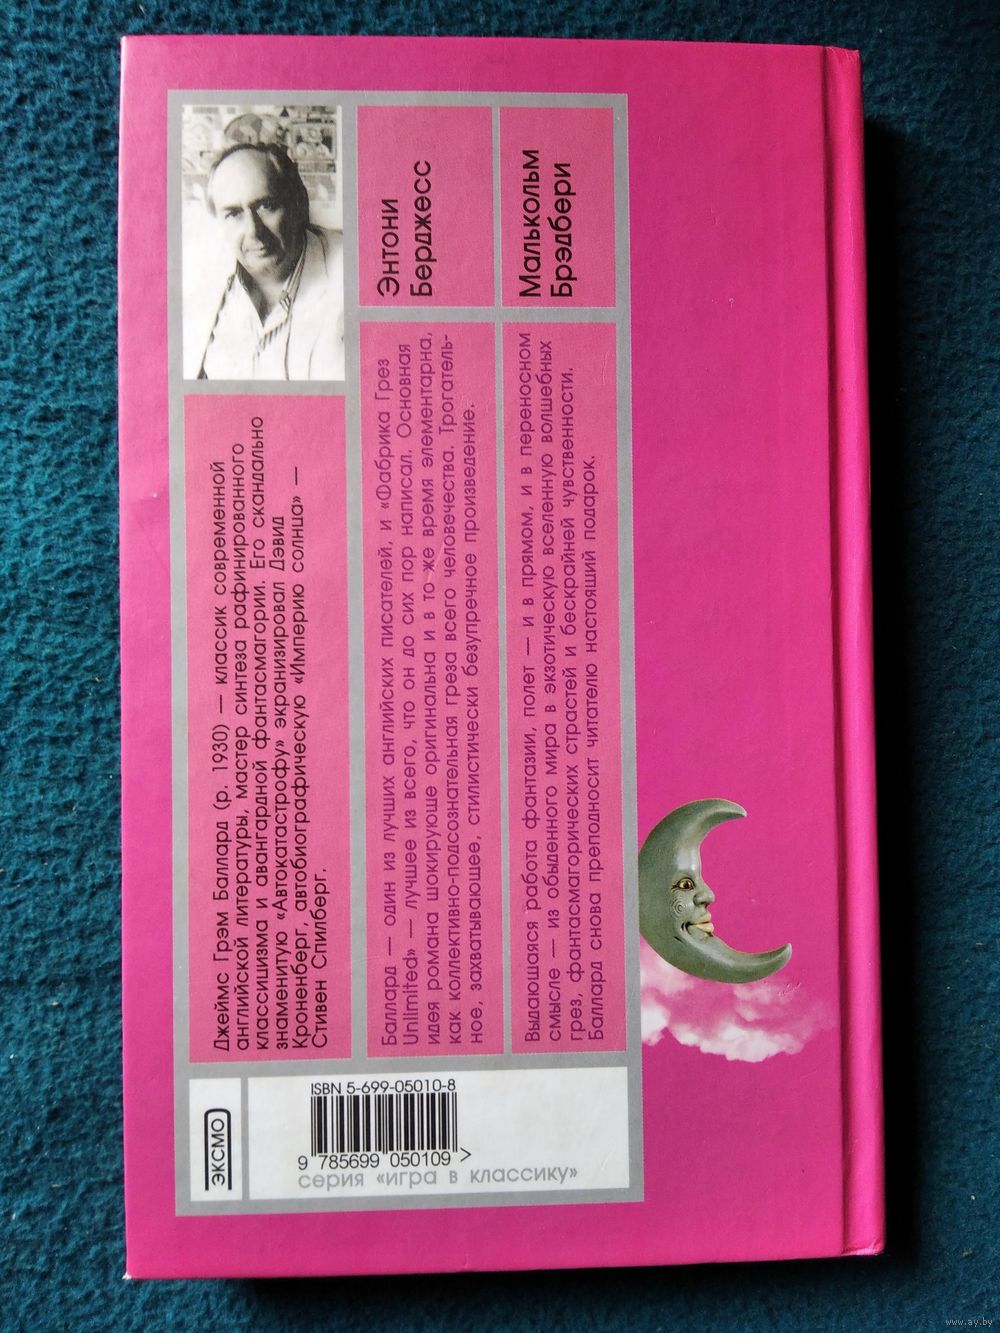 Джеймс Грэм Баллард (р. 1930) — классик современной
английской литературы, мастер синтеза рафинированного
классицизма и авангардной фантасмагории. Его скандально
знаменитую «Автокатастрофу» экранизировал Дэвид
Кроненберг, автобиографическую «Империю солнца» —
Стивен Спилберг.
Энтони
Берджесс
Баллард — один из лучших английских писателей, и «Фабрика Грез
Unlimited» — лучшее из всего, что он до сих пор написал. Основная
идея романа шокирующе оригинальна и в то же время элементарна,
как коллективно-подсознательная греза всего человечества. Трогатель-
ное, захватывающее, стилистически безупречное произведение.
Малькольм
Брэдбери
Выдающаяся работа фантазии, полет — и в прямом, и в переносном
смысле — из обыденного мира в экзотическую вселенную волшебных
грез, фантасмагорических страстей и бескрайней чувственности.
Баллард снова преподносит читателю настоящий подарок.
ЭКСМО
ISBN 5-699-05010-8
9 785699 050109 >
серия «игра в классику»
www.ay.by